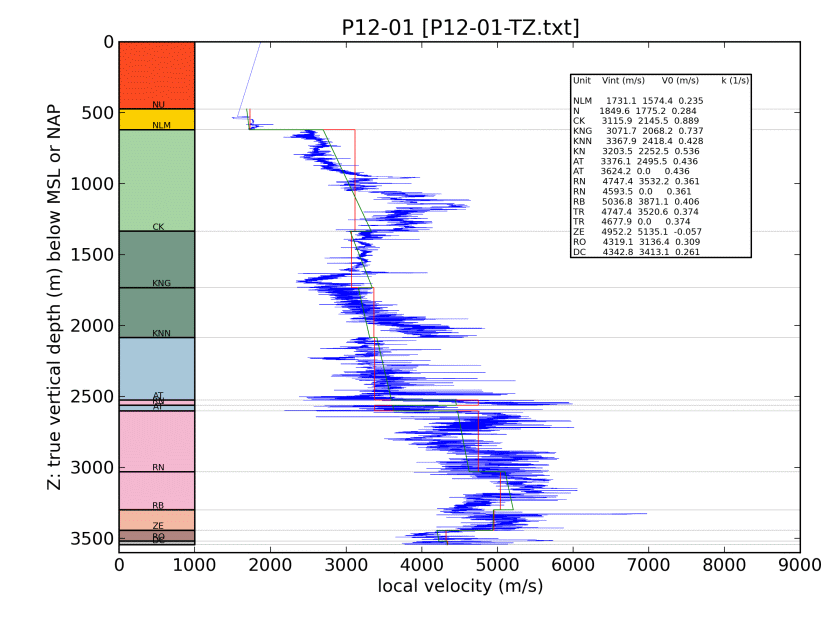 P12-01 [P12-01-TZ.txt]
Z: true vertical depth (m) below MSL or NAP
0
500
1000
1500
2000
2500
3000
3500
NU
NLM
CK
KNG
KNN
AT
RN
AT
RN
RB
ZE
RO
DC
Unit Vint (m/s) V0 (m/s) k (1/s)
NLM 1731.1 1574.4 0.235
N 1849.6 1775.2 0.284
CK 3115.9 2145.5 0.889
KNG 3071.7 2068.2 0.737
KNN 3367.9 2418.4 0.428
KN 3203.5 2252.5 0.536
AT 3376.1 2495.5 0.436
AT 3624.2 0.0 0.436
RN 4747.4 3532.2 0.361
RN 4593.5 0.0 0.361
RB 5036.8 3871.1 0.406
TR 4747.4 3520.6 0.374
TR 4677.9 0.0 0.374
ZE 4952.2 5135.1 -0.057
RO 4319.1 3136.4 0.309
DC 4342.8 3413.1 0.261
0 1000 2000 3000 4000 5000 6000 7000 8000 9000
local velocity (m/s)